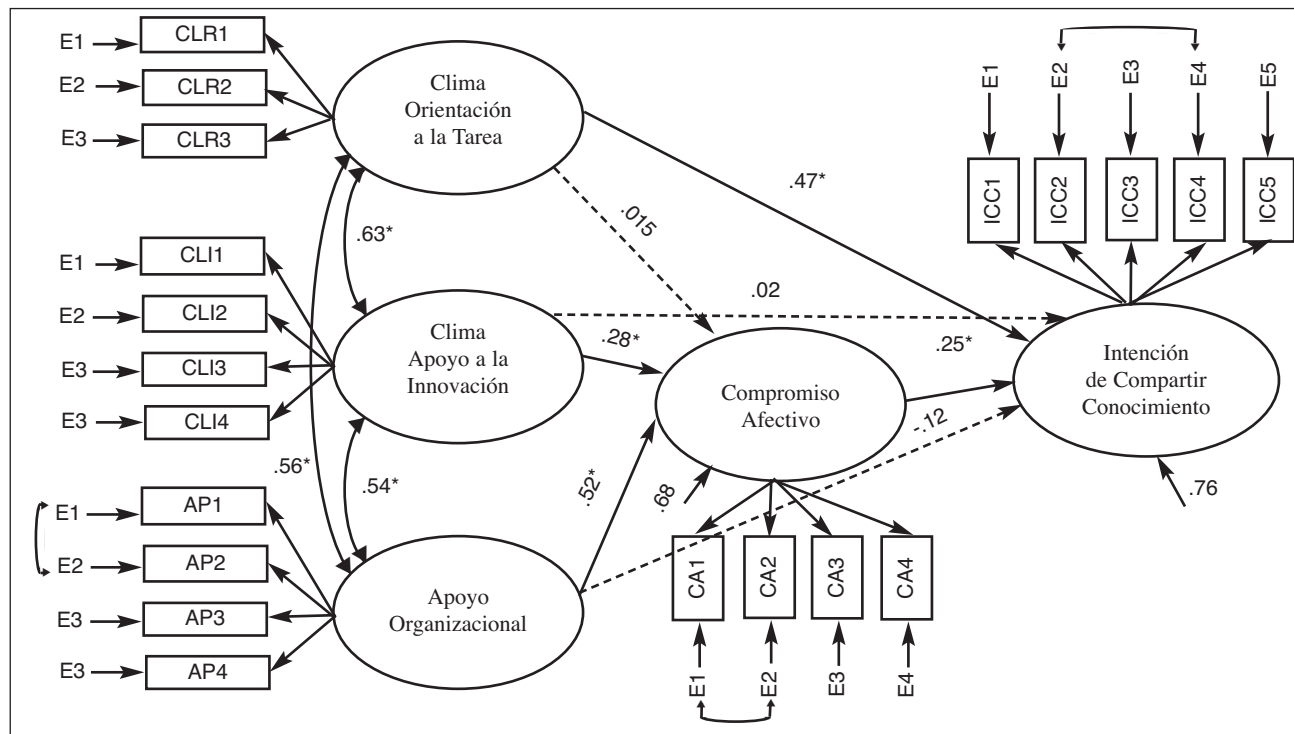 E1
CLR1
E2
CLR2
E3
CLR3
Clima
Orientación
a la Tarea
E1
E2
E3
E4
E5
ICC1
ICC2
ICC3
ICC4
ICC5
.47*
.015
.63*
E1
CLI1
E2
CLI2
E3
CLI3
E3
CLI4
Clima
Apoyo a la
Innovación
.02
.28*
.25*
Compromiso
Afectivo
Intención
de Compartir
Conocimiento
-.12
.56*
.54*
.52*
.68
.76
E1
AP1
E2
AP2
E3
AP3
E3
AP4
Apoyo
Organizacional
CA1
CA2
CA3
CA4
E1
E2
E3
E4